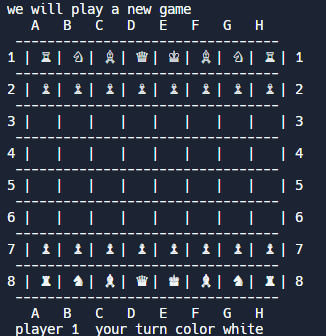 we will play a new game
A B C D E F G H
---------------------------------
1 | ♖ | ♘ | ♗ | ♕ | ♔ | ♗ | ♘ | ♖ | 1
---------------------------------
2 | ♝ | ♝ | ♝ | ♝ | ♝ | ♝ | ♝ | ♝ | 2
---------------------------------
3 | | | | | | | | | 3
---------------------------------
4 | | | | | | | | | 4
---------------------------------
5 | | | | | | | | | 5
---------------------------------
6 | | | | | | | | | 6
---------------------------------
7 | ♟ | ♟ | ♟ | ♟ | ♟ | ♟ | ♟ | ♟ | 7
---------------------------------
8 | ♜ | ♞ | ♝ | ♛ | ♚ | ♝ | ♞ | ♜ | 8
---------------------------------
A B C D E F G H
player 1 your turn color white